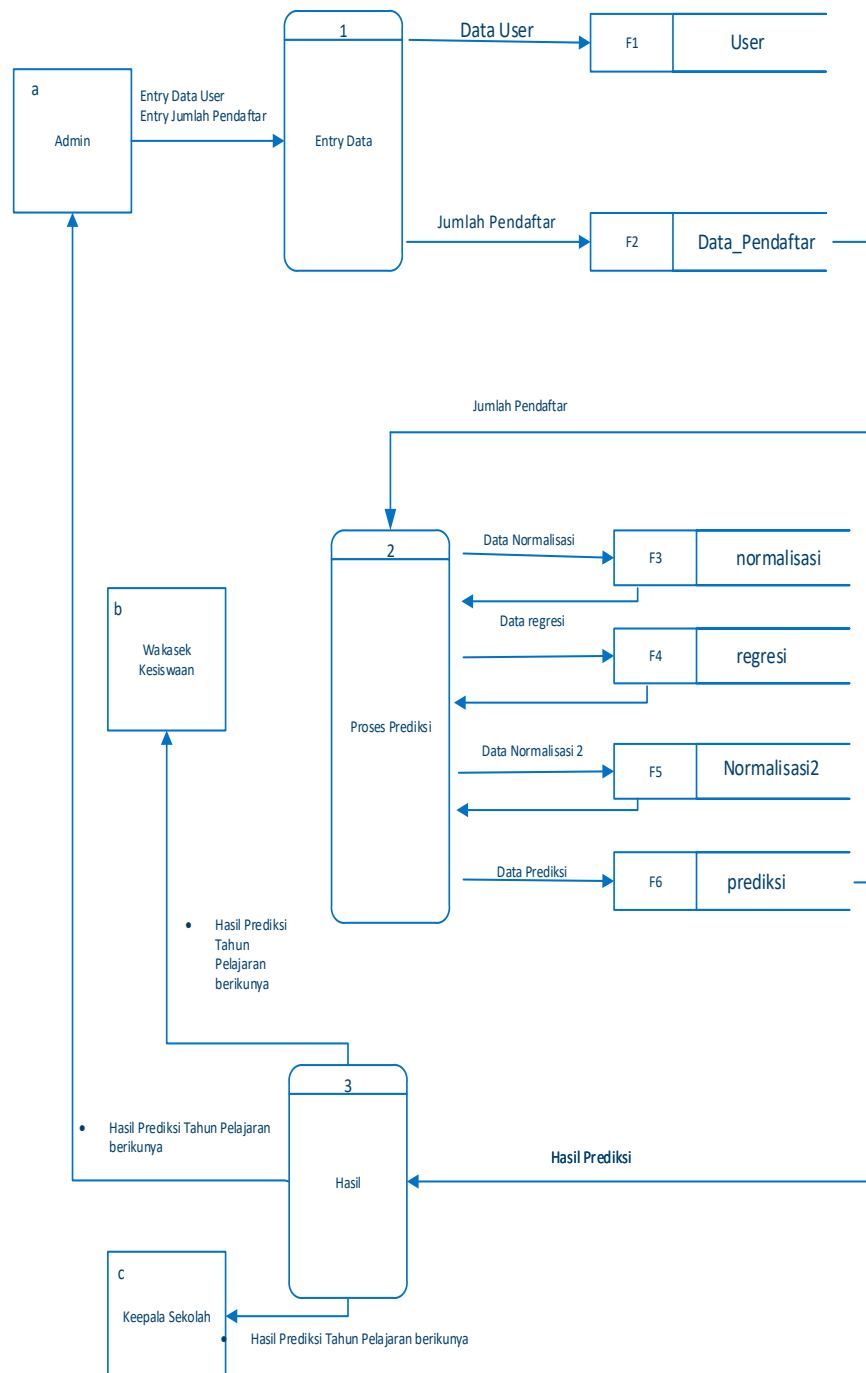 1
Data User
F1
User
a
Entry Data User
Entry Jumlah Pendaftar
Admin
Entry Data
Jumlah Pendaftar
F2
Data_Pendaftar
Jumlah Pendaftar
2
Data Normalisasi
F3
normalisasi
b
Data regresi
Wakasek
Kesiswaan
F4
regresi
Proses Prediksi
Data Normalisasi 2
F5
Normalisasi2
Data Prediksi
F6
prediksi
• Hasil Prediksi
Tahun
Pelajaran
berikunya
3
• Hasil Prediksi Tahun Pelajaran
berikunya
Hasil Prediksi
Hasil
c
Keepala Sekolah
• Hasil Prediksi Tahun Pelajaran berikunya